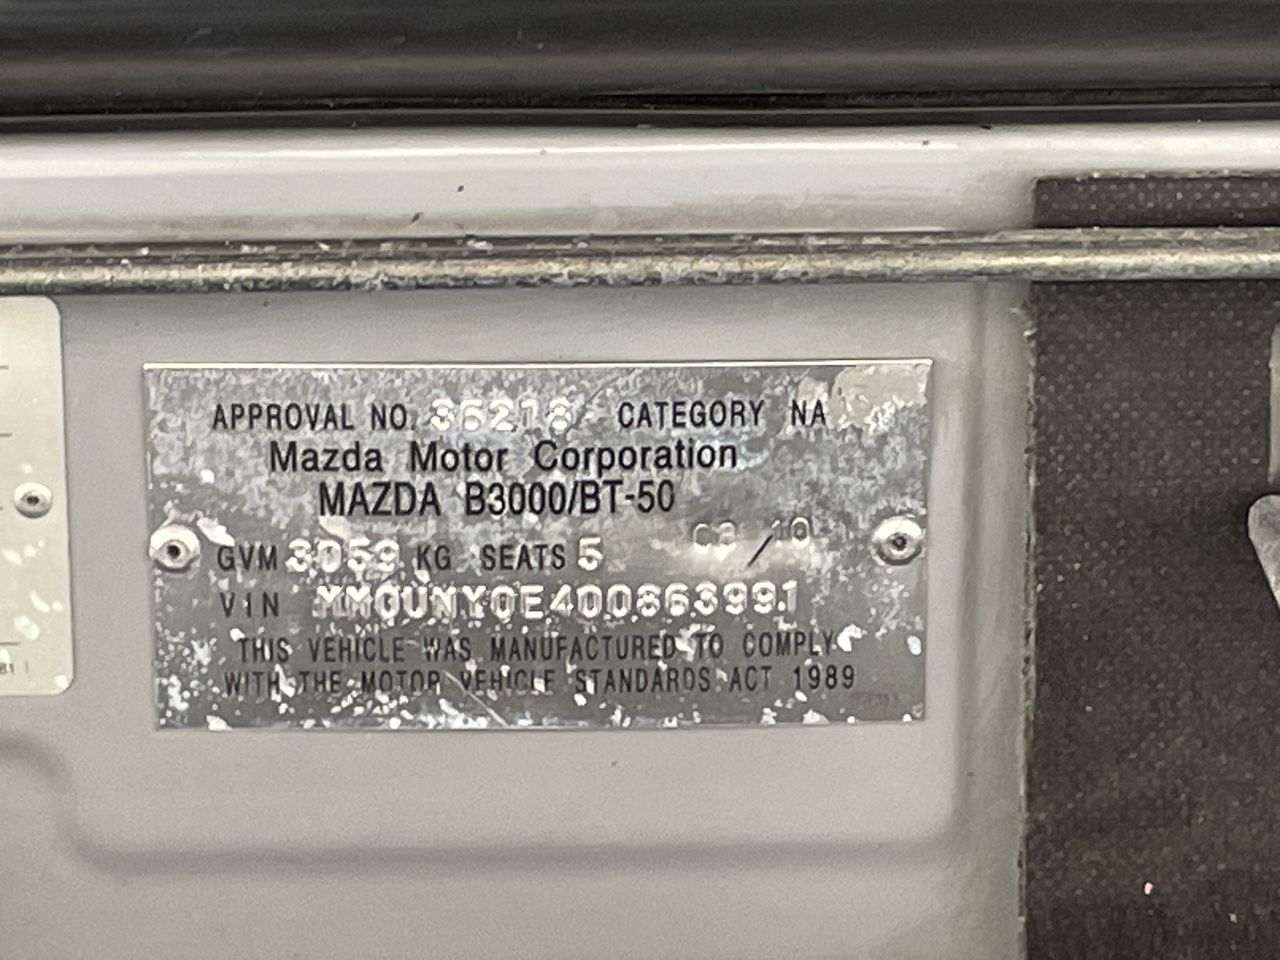 APPROVAL NO. 36218 CATEGORY NA
Mazda Motor Corporation
MAZDA B3000/BT-50
GVM 3059 KG SEATS 5 /10
VIN MM0UNY0E400863991
THIS VEHICLE WAS MANUFACTURED TO COMPLY
WITH THE MOTOR VEHICLE STANDARDS ACT 1989